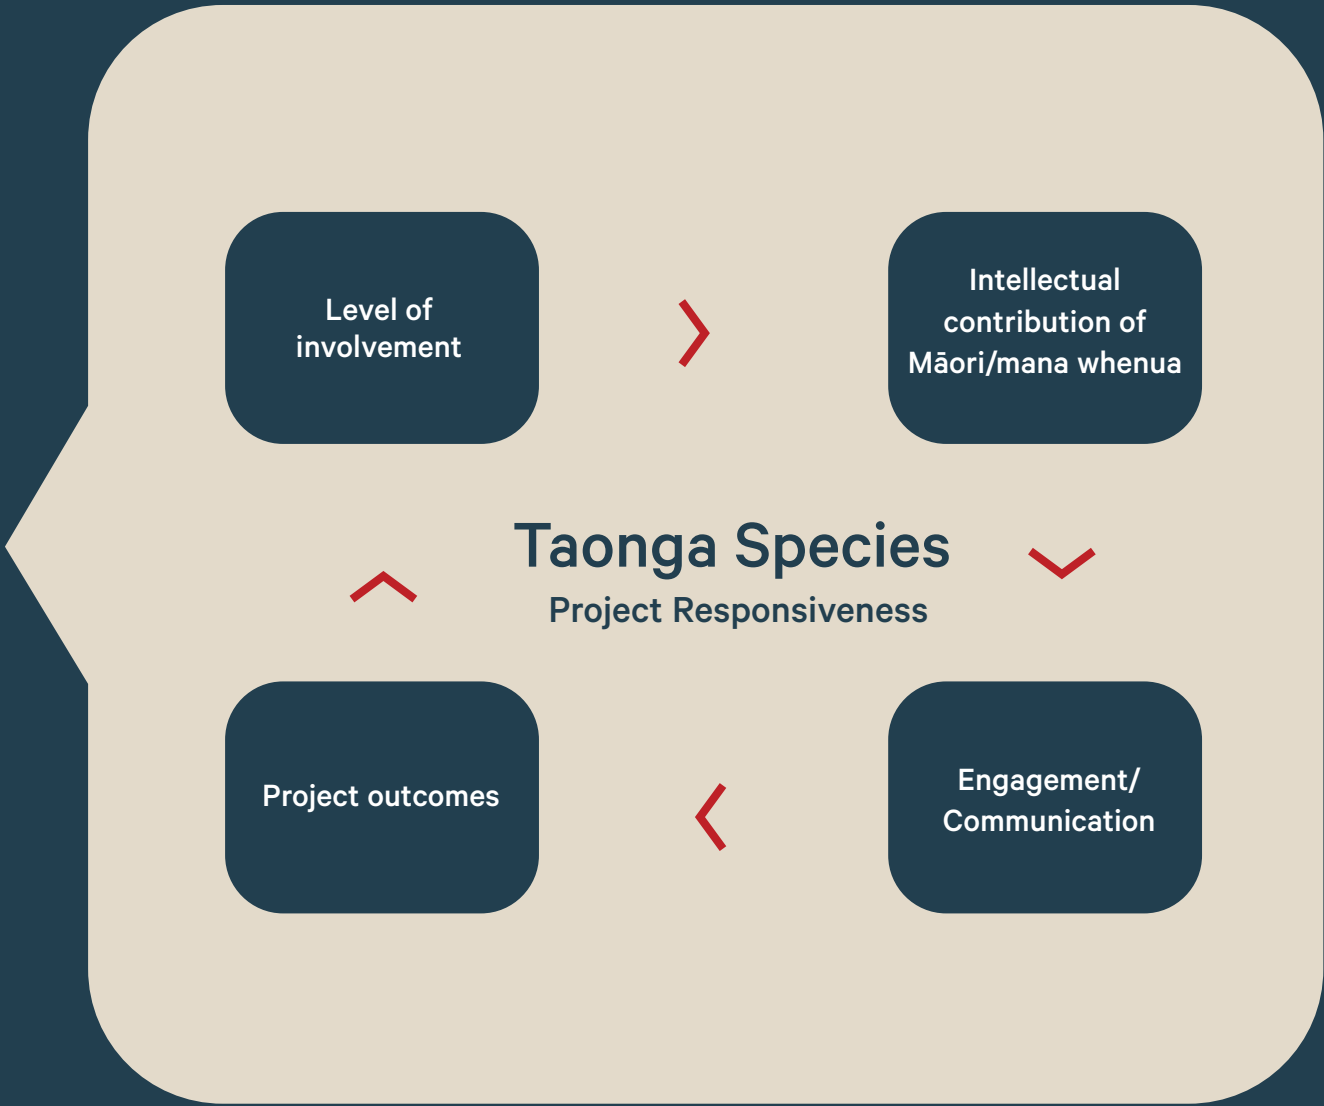 Level of
involvement
Intellectual
contribution of
Māori/mana whenua
Taonga Species
Project Responsiveness
Project outcomes
Engagement/
Communication